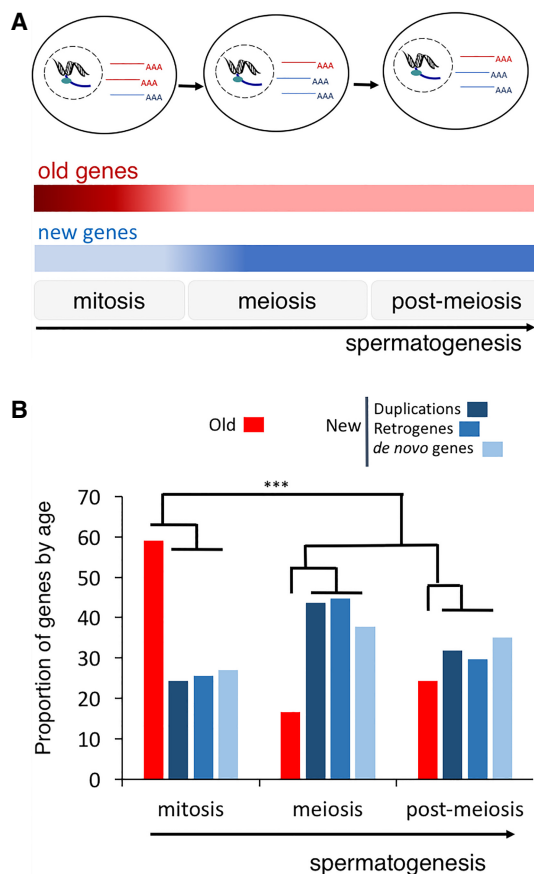 A
AAA
AAA
AAA
AAA
AAA
AAA
AAA
AAA
AAA
old genes
new genes
mitosis
meiosis
post-meiosis
spermatogenesis
B
Old
New
Duplications
Retrogenes
de novo genes
***
Proportion of genes by age
70
60
50
40
30
20
10
0
mitosis
meiosis
post-meiosis
spermatogenesis